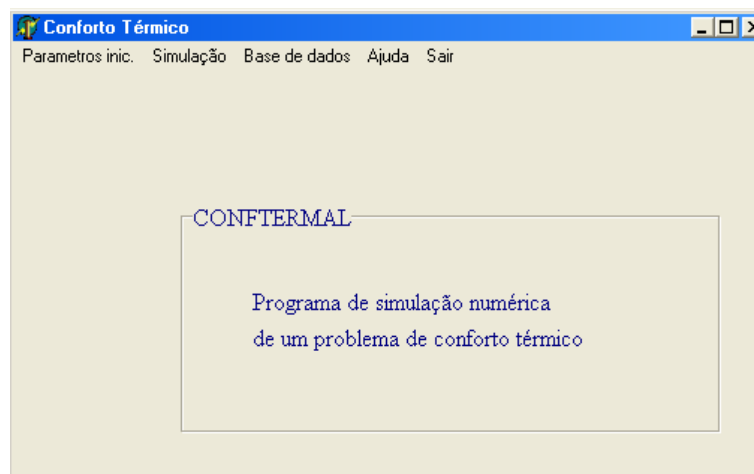 Conforto Térmico
Parametros inic. Simulação Base de dados Ajuda Sair
CONFTERMAL
Programa de simulação numérica
de um problema de conforto térmico